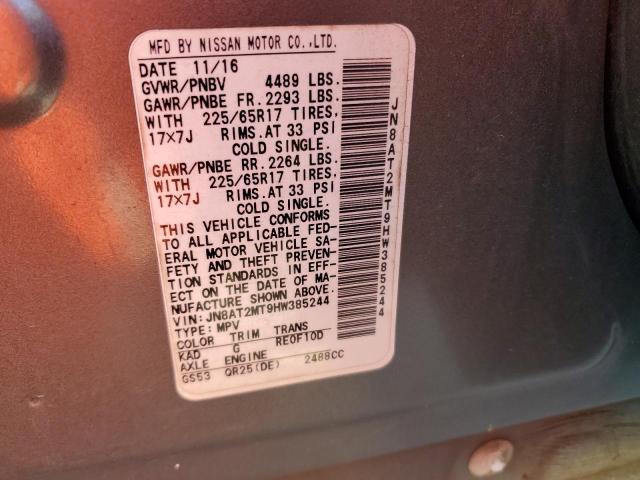 MFD BY NISSAN MOTOR CO.,LTD.
DATE 11/16
GVWR/PNBV 4489 LBS.
GAWR/PNBE FR. 2293 LBS.
WITH 225/65R17 TIRES,
17X7J RIMS.AT 33 PSI
COLD SINGLE.
GAWR/PNBE RR. 2264 LBS.
WITH 225/65R17 TIRES,
17X7J RIMS.AT 33 PSI
COLD SINGLE.
THIS VEHICLE CONFORMS
TO ALL APPLICABLE FED-
ERAL MOTOR VEHICLE SA-
FETY AND THEFT PREVEN-
TION STANDARDS IN EFF-
ECT ON THE DATE OF MA-
NUFACTURE SHOWN ABOVE.
VIN: JN8AT2MT9HW385244
TYPE: MPV
COLOR TRIM TRANS
KAD G RE0F10D
AXLE ENGINE
GS53 QR25(DE) 2488CC
JN8AT2MT9HW385244